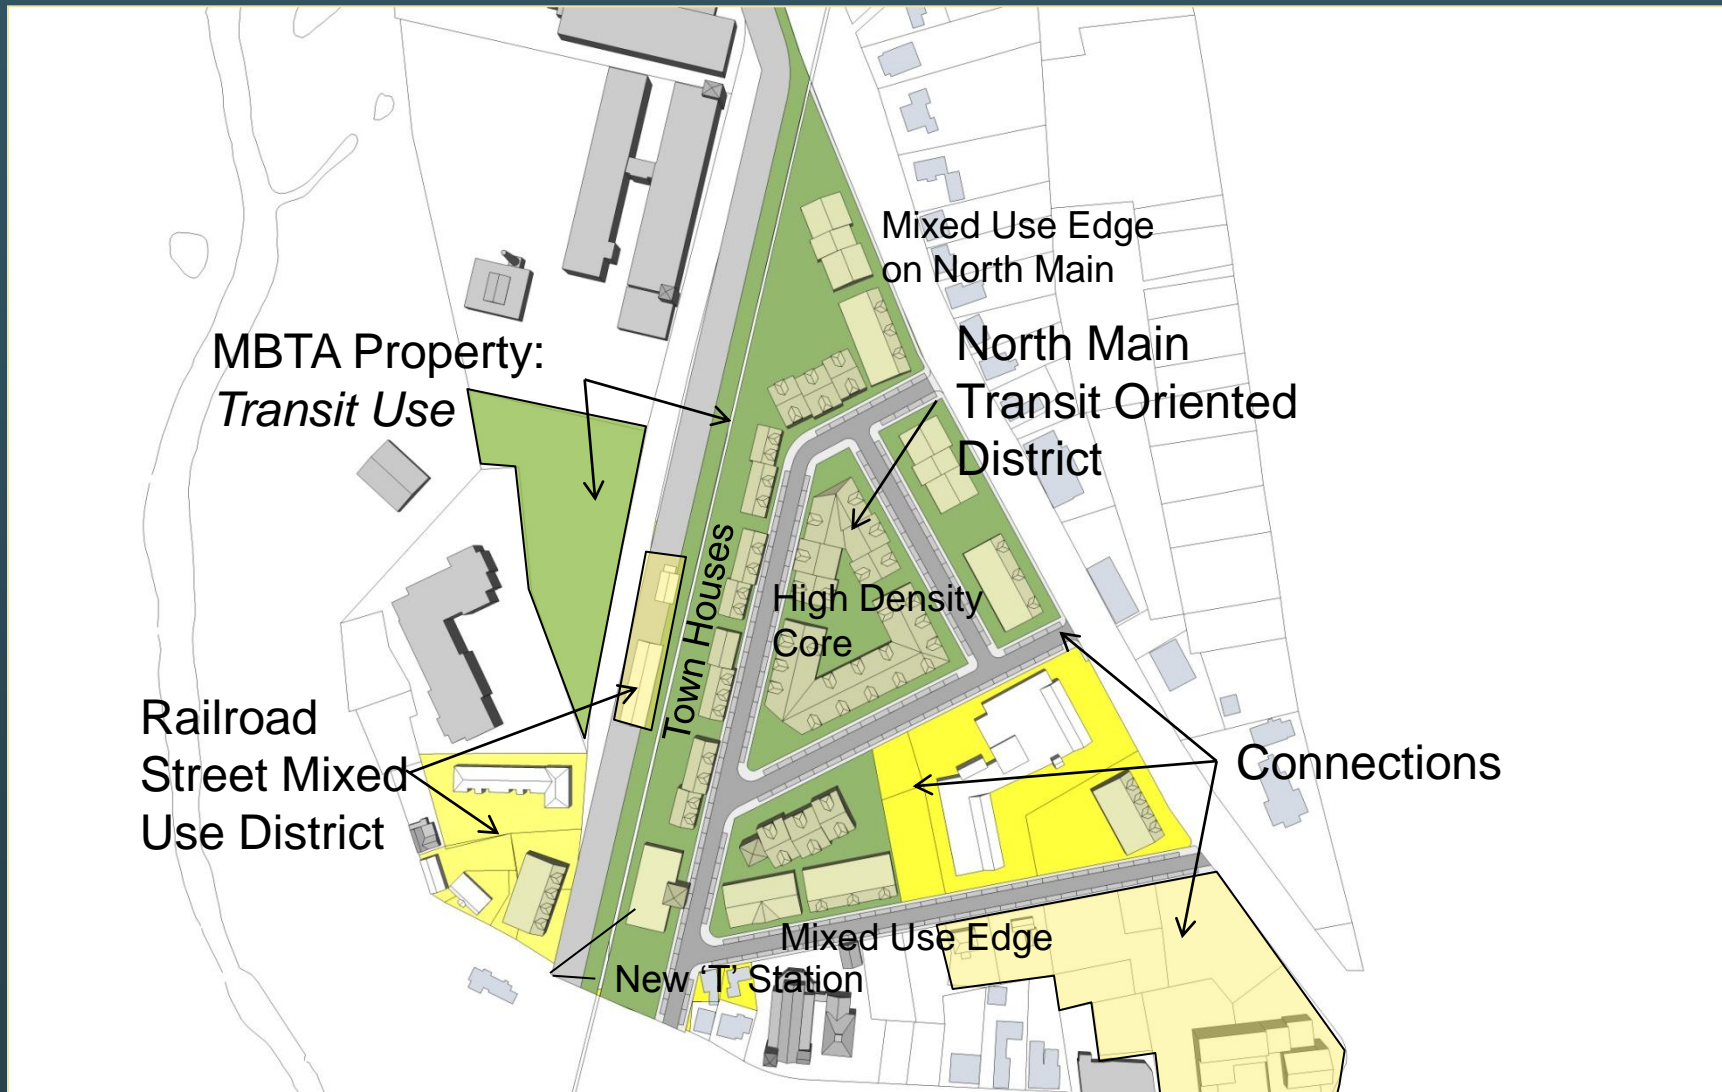 Mixed Use Edge
on North Main
MBTA Property:
Transit Use
North Main
Transit Oriented
District
Town Houses
High Density
Core
Railroad
Street Mixed
Use District
Connections
Mixed Use Edge
New ‘T’ Station